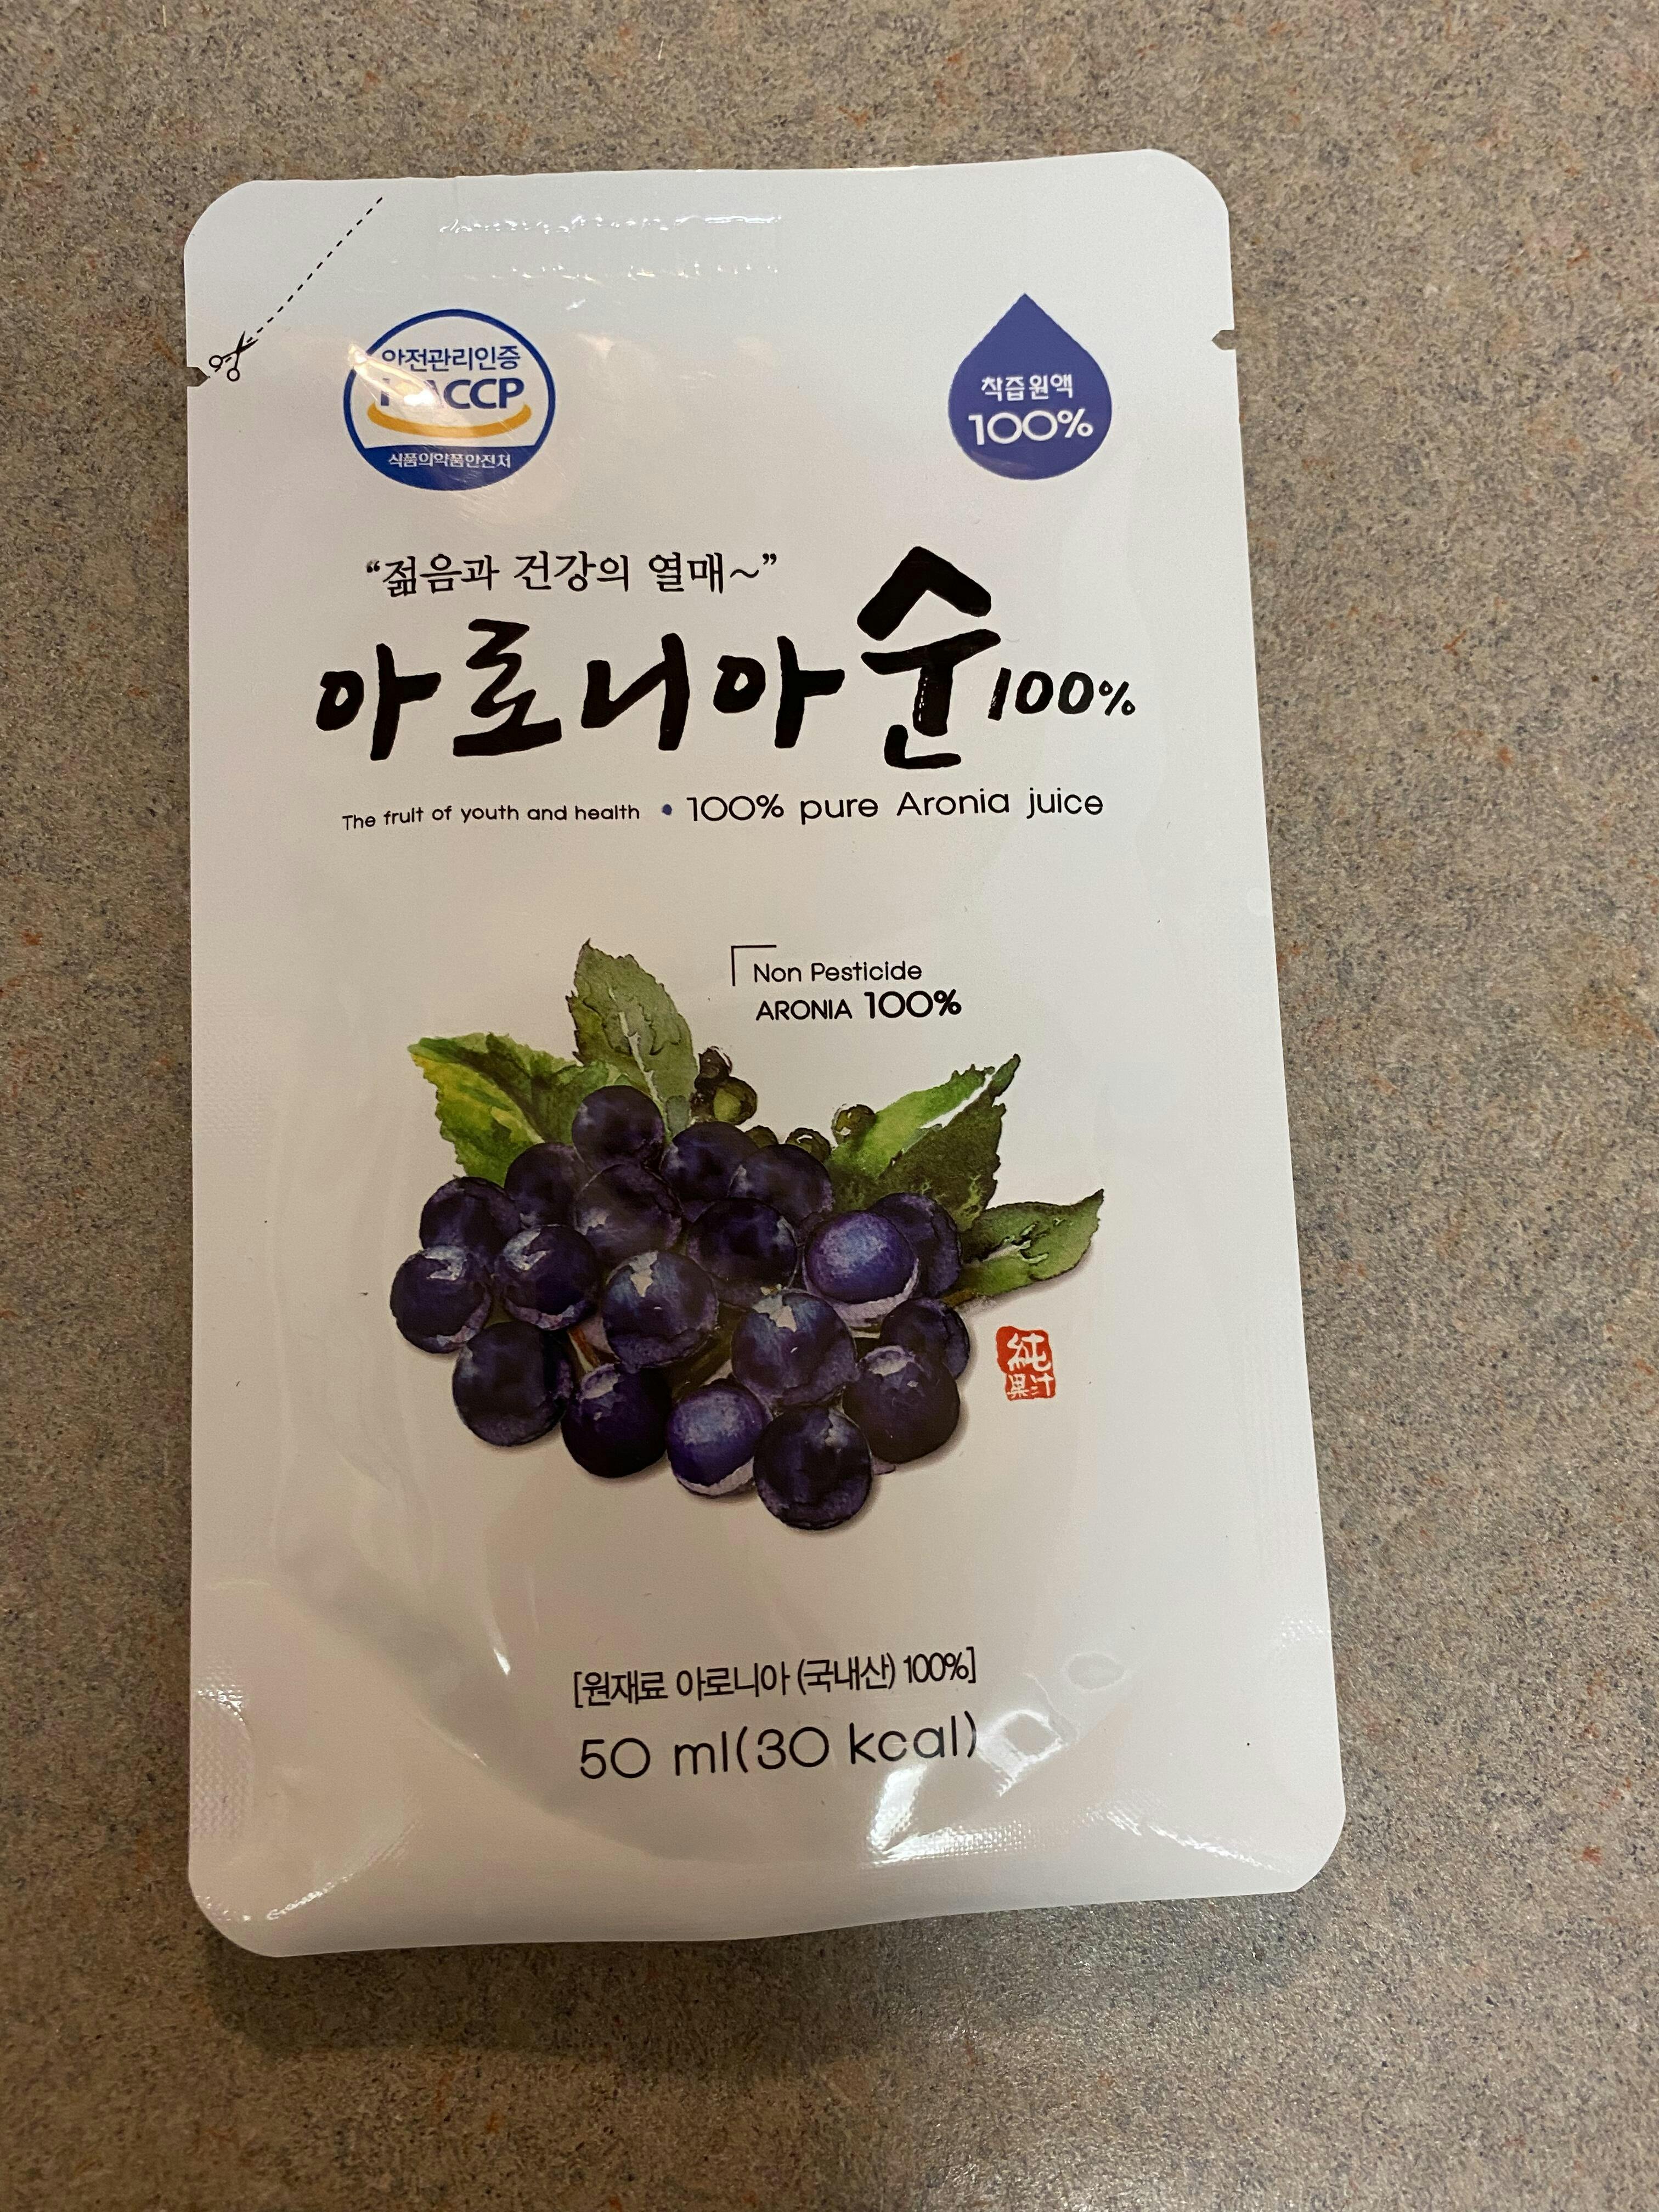 안전관리인증
HACCP
식품의약품안전처
착즙원액
100%
“젊음과 건강의 열매~”
아로니아순100%
The fruit of youth and health • 100% pure Aronia juice
Non Pesticide
ARONIA 100%
純
果汁
[원재료 아로니아 (국내산) 100%]
50 ml(30 kcal)